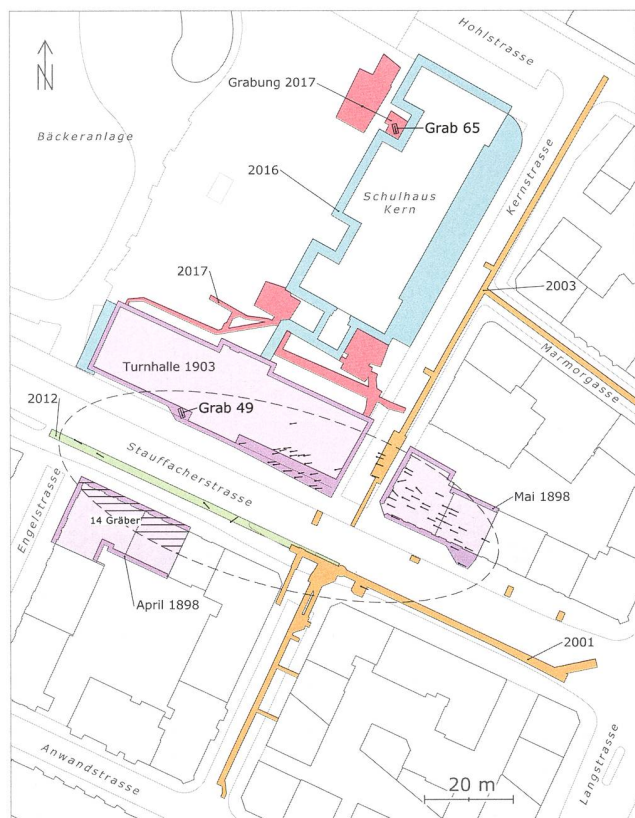 Hohlstrasse
N
Grabung 2017
Bäckeranlage
Grab 65
Kernstrasse
2016
Schulhaus
Kern
2017
2003
Marmorgasse
Turnhalle 1903
2012
Grab 49
Stauffacherstrasse
Mai 1898
Engelstrasse
14 Gräber
April 1898
2001
Anwandstrasse
Langstrasse
20 m